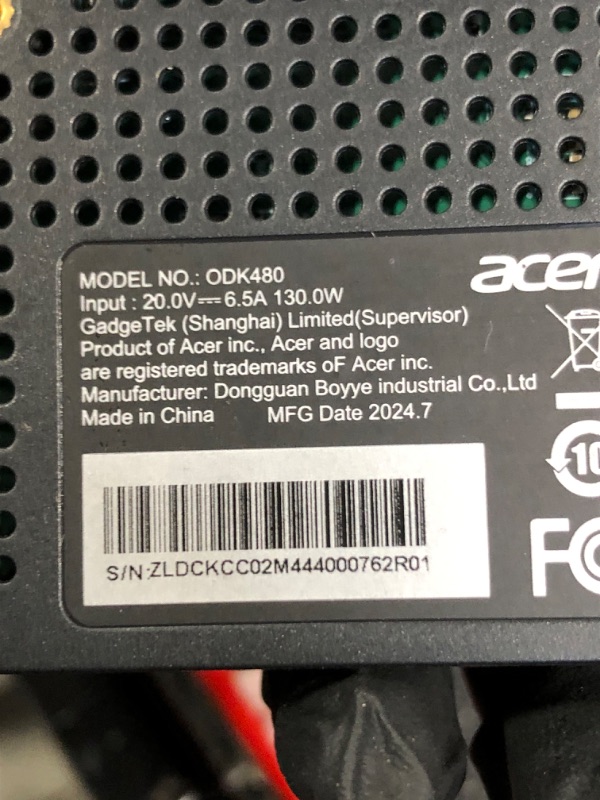 MODEL NO.: ODK480
Input : 20.0V⎓6.5A 130.0W
GadgeTek (Shanghai) Limited(Supervisor)
Product of Acer inc., Acer and logo
are registered trademarks oF Acer inc.
Manufacturer: Dongguan Boyye industrial Co.,Ltd
Made in China MFG Date 2024.7
acer
10
FC
S/N:ZLDCKCC02M444000762R01